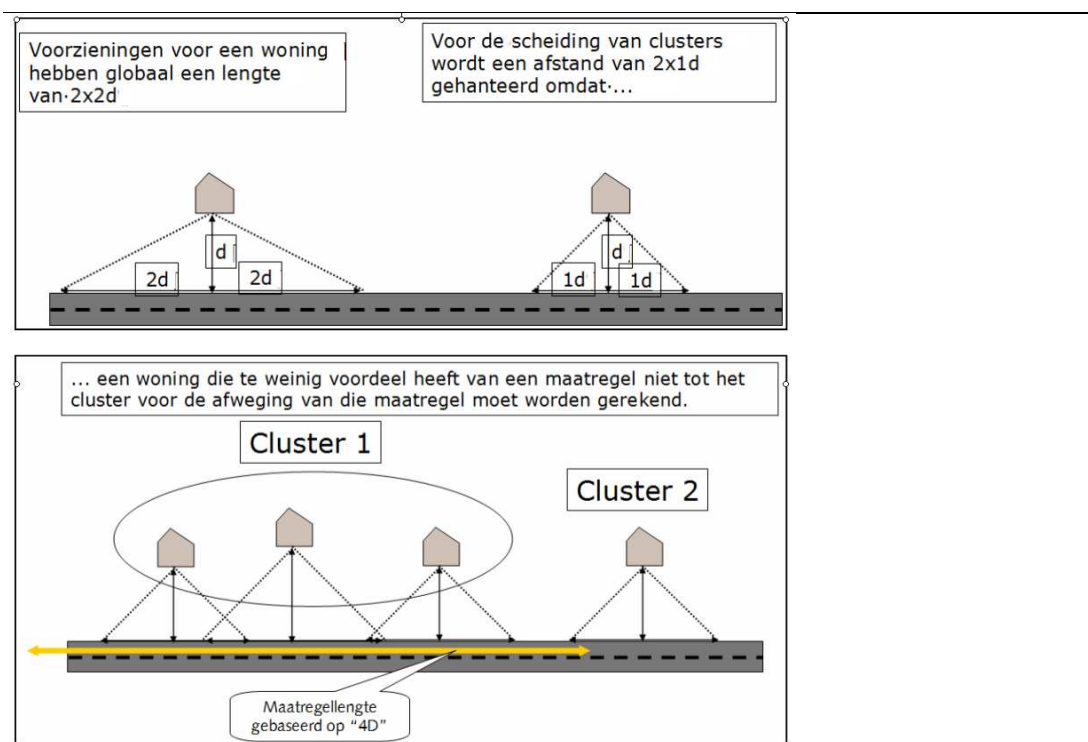 Voorzieningen voor een woning
hebben globaal een lengte
van·2x2d
Voor de scheiding van clusters
wordt een afstand van 2x1d
gehanteerd omdat·...
d
2d
2d
d
1d
1d
... een woning die te weinig voordeel heeft van een maatregel niet tot het
cluster voor de afweging van die maatregel moet worden gerekend.
Cluster 1
Cluster 2
Maatregellengte
gebaseerd op "4D"